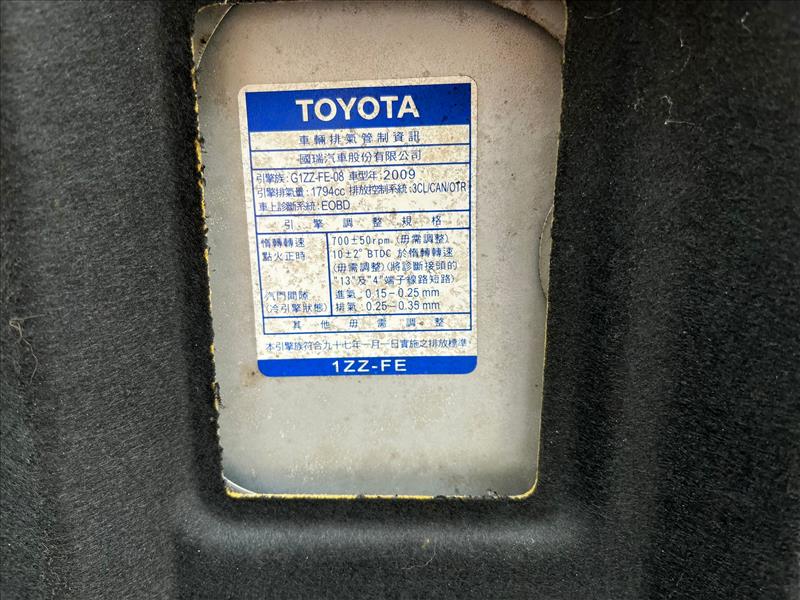 TOYOTA
車輛排氣管制資訊
國瑞汽車股份有限公司
引擎族: G1ZZ-FE-08 車型年: 2009
引擎排氣量: 1794cc 排放控制系統: 3CL/CAN/OTR
車上診斷系統: EOBD
引擎調整規格
惰轉轉速 700±50rpm (毋需調整)
點火正時 10±2° BTDC 於惰轉轉速
(毋需調整)(將診斷接頭的
"13"及"4"端子線路短路)
汽門間隙 進氣: 0.15-0.25 mm
(冷引擎狀態) 排氣: 0.25-0.35 mm
其他毋需調整
本引擎族符合九十七年一月一日實施之排放標準
1ZZ-FE